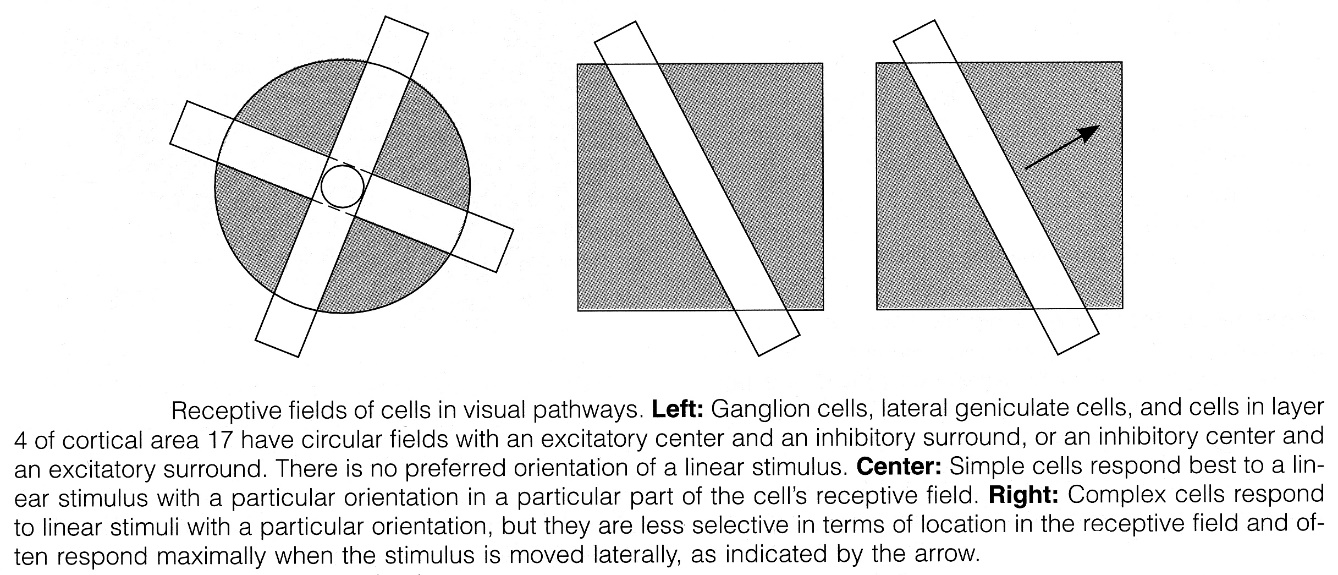 Receptive fields of cells in visual pathways. Left: Ganglion cells, lateral geniculate cells, and cells in layer
4 of cortical area 17 have circular fields with an excitatory center and an inhibitory surround, or an inhibitory center and
an excitatory surround. There is no preferred orientation of a linear stimulus. Center: Simple cells respond best to a lin-
ear stimulus with a particular orientation in a particular part of the cell's receptive field. Right: Complex cells respond
to linear stimuli with a particular orientation, but they are less selective in terms of location in the receptive field and of-
ten respond maximally when the stimulus is moved laterally, as indicated by the arrow.